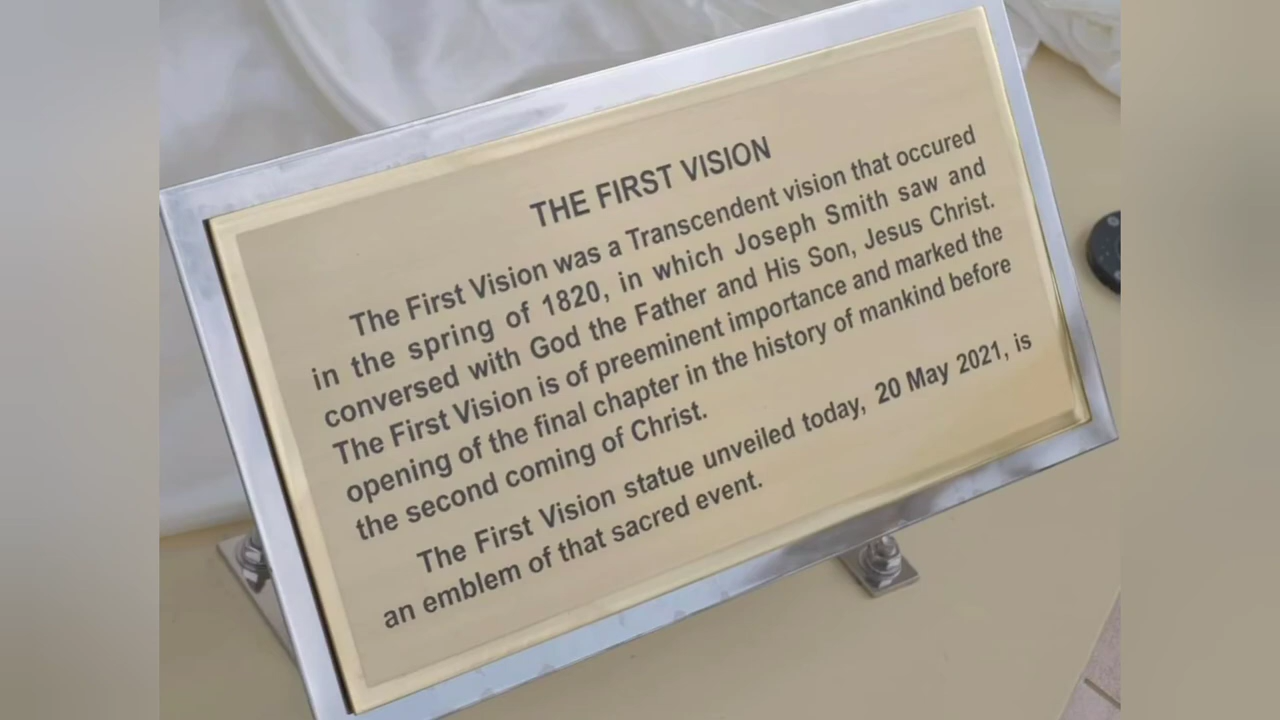 THE FIRST VISION
The First Vision was a Transcendent vision that occured
in the spring of 1820, in which Joseph Smith saw and
conversed with God the Father and His Son, Jesus Christ.
The First Vision is of preeminent importance and marked the
opening of the final chapter in the history of mankind before
the second coming of Christ.
The First Vision statue unveiled today, 20 May 2021, is
an emblem of that sacred event.